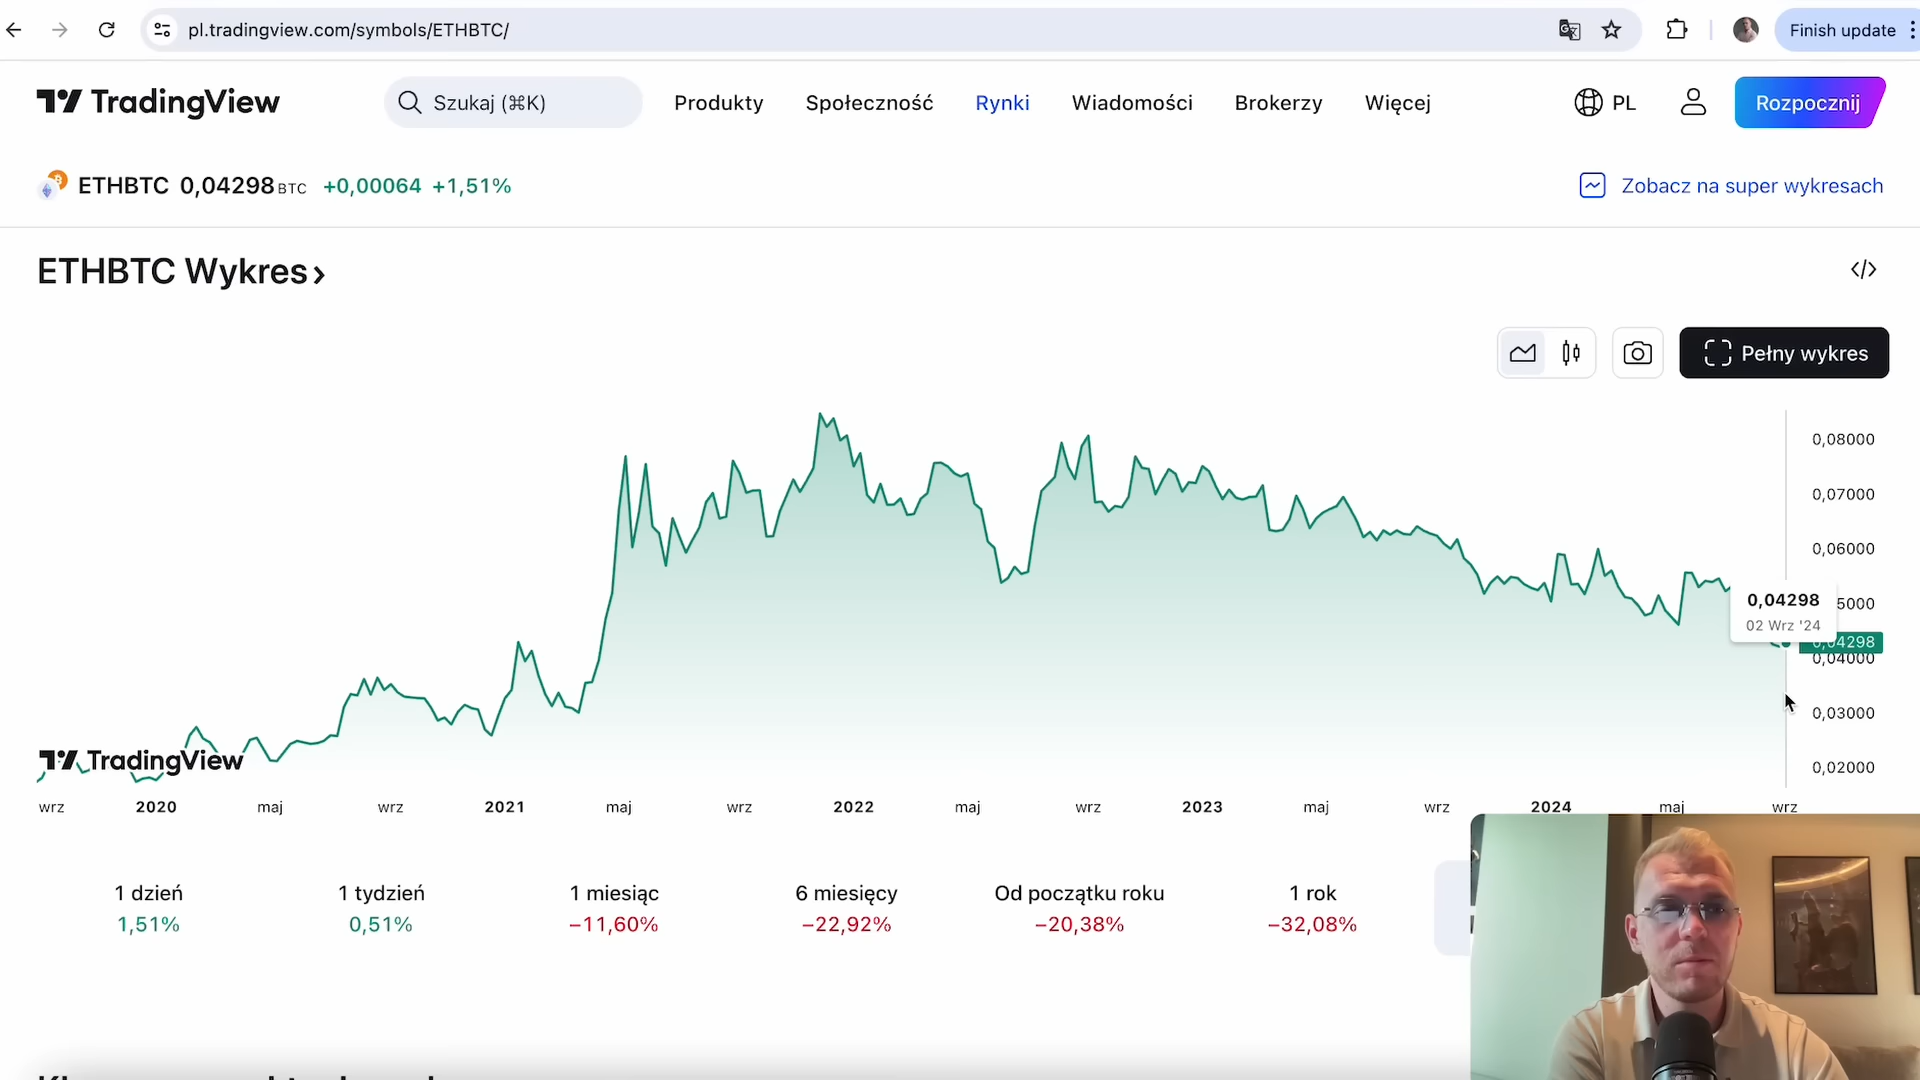 pl.tradingview.com/symbols/ETHBTC/
Finish update
TradingView
Szukaj (⌘K)
Produkty
Społeczność
Rynki
Wiadomości
Brokerzy
Więcej
PL
Rozpocznij
ETHBTC 0,04298 BTC +0,00064 +1,51%
Zobacz na super wykresach
ETHBTC Wykres ›
</>
Pełny wykres
0,08000
0,07000
0,06000
0,04298
02 Wrz '24
5000
0,04298
0,04000
0,03000
0,02000
TradingView
wrz 2020 maj wrz 2021 maj wrz 2022 maj wrz 2023 maj wrz 2024 maj wrz
1 dzień 1 tydzień 1 miesiąc 6 miesięcy Od początku roku 1 rok
1,51% 0,51% −11,60% −22,92% −20,38% −32,08%